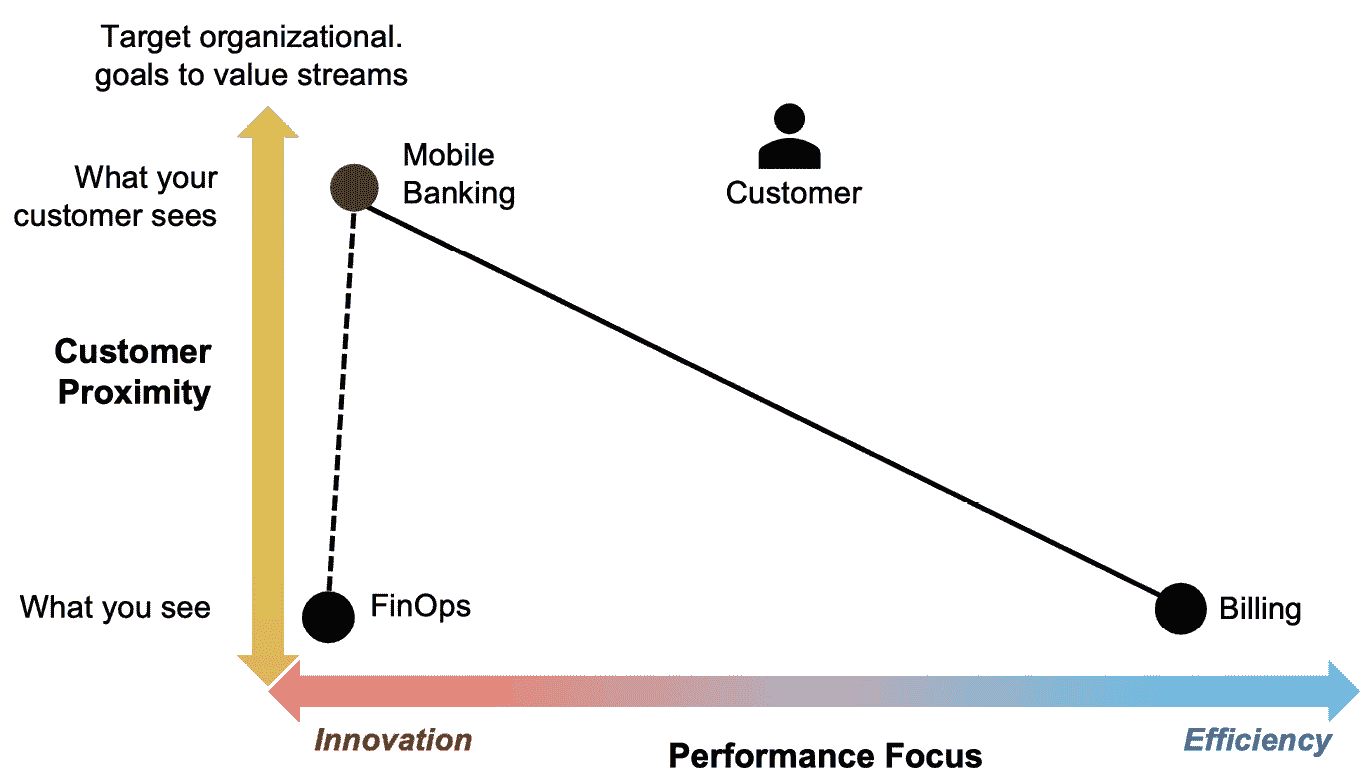 Target organizational.
goals to value streams
What your
customer sees
Mobile
Banking
Customer
Customer
Proximity
What you see
FinOps
Billing
Innovation
Performance Focus
Efficiency